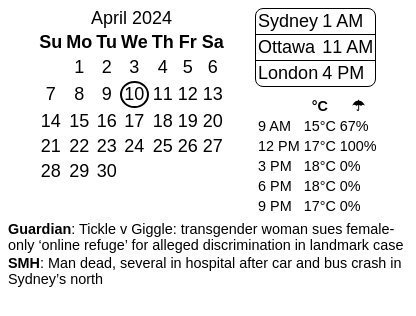 April 2024
Su Mo Tu We Th Fr Sa
1 2 3 4 5 6
7 8 9 10 11 12 13
14 15 16 17 18 19 20
21 22 23 24 25 26 27
28 29 30
Sydney 1 AM
Ottawa 11 AM
London 4 PM
°C ☂
9 AM 15°C 67%
12 PM 17°C 100%
3 PM 18°C 0%
6 PM 18°C 0%
9 PM 17°C 0%
Guardian: Tickle v Giggle: transgender woman sues female-
only ‘online refuge’ for alleged discrimination in landmark case
SMH: Man dead, several in hospital after car and bus crash in
Sydney’s north